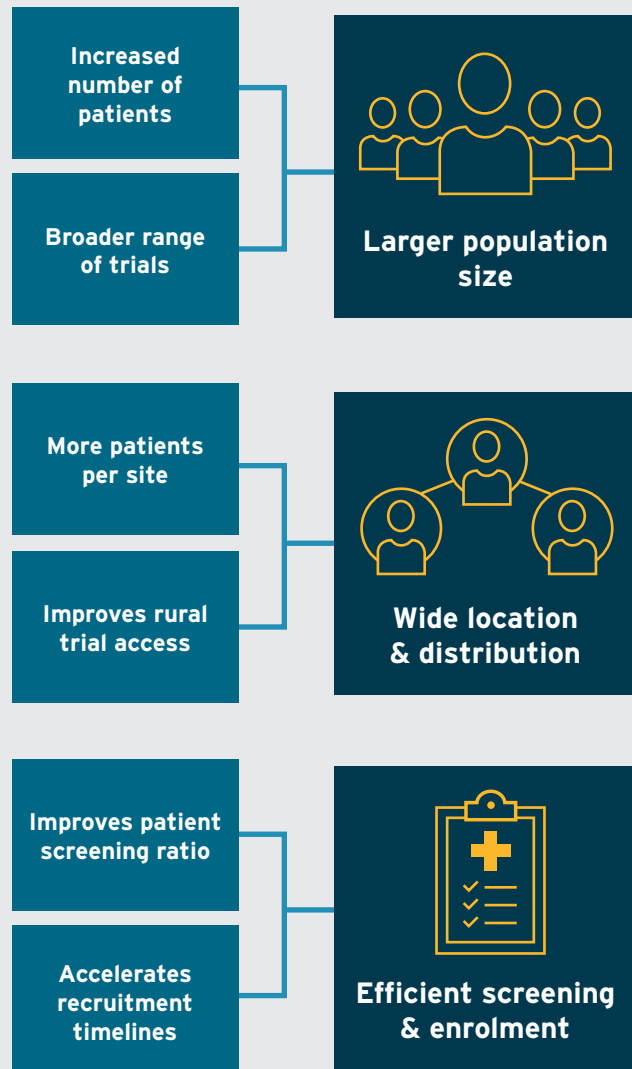 Increased
number of
patients
Broader range
of trials
Larger population
size
More patients
per site
Improves rural
trial access
Wide location
& distribution
Improves patient
screening ratio
Accelerates
recruitment
timelines
Efficient screening
& enrolment